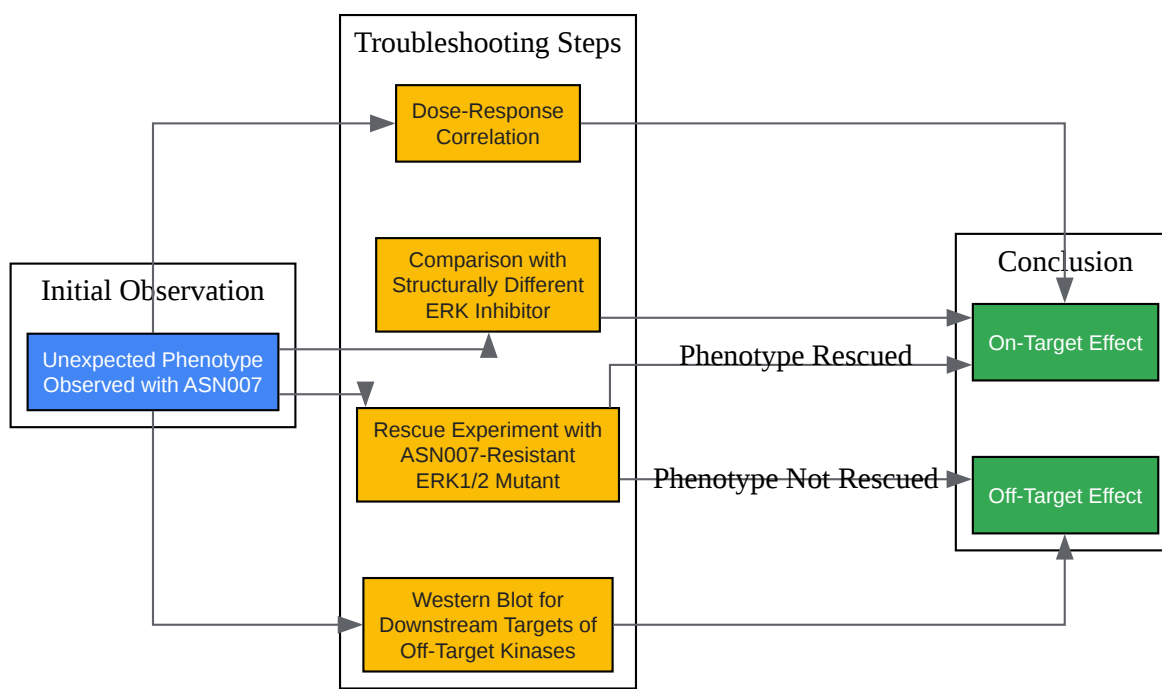 Troubleshooting Steps
Dose-Response
Correlation
Comparison with
Structurally Different
ERK Inhibitor
Initial Observation
Unexpected Phenotype
Observed with ASN007
Conclusion
On-Target Effect
Phenotype Rescued
Rescue Experiment with
ASN007-Resistant
ERK1/2 Mutant
Phenotype Not Rescued
Off-Target Effect
Western Blot for
Downstream Targets of
Off-Target Kinases